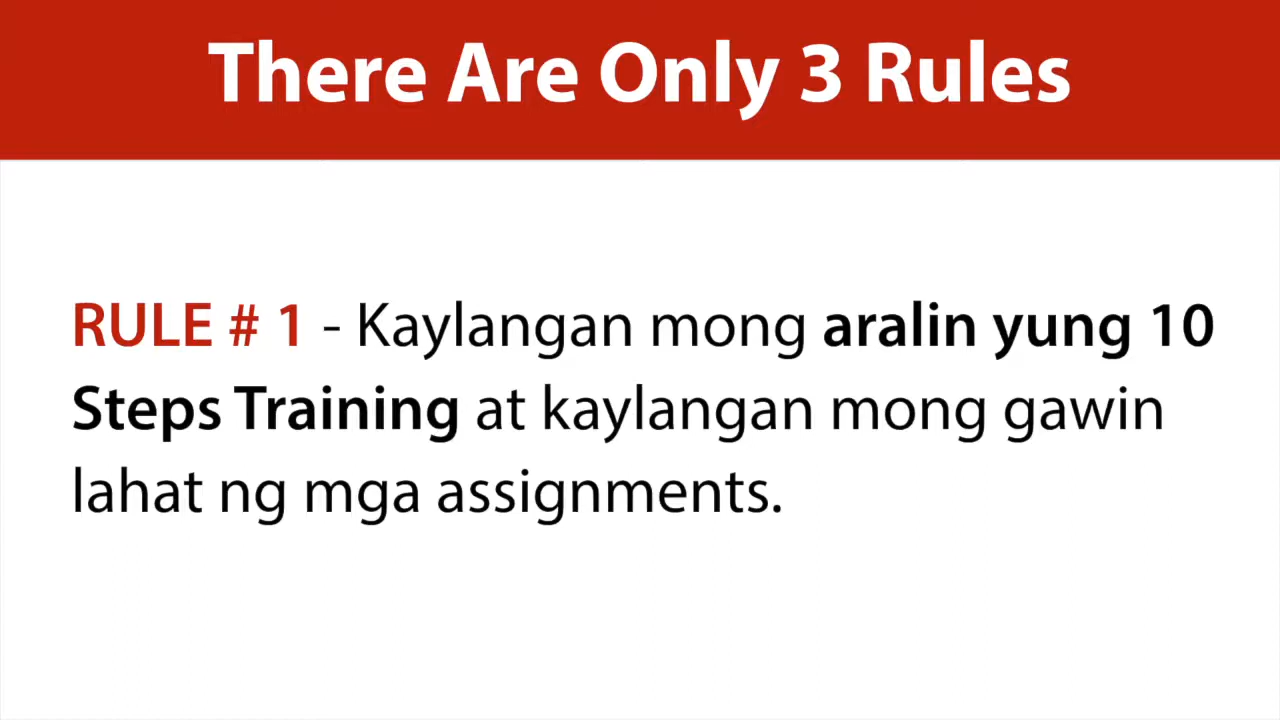 There Are Only 3 Rules
RULE # 1 - Kaylangan mong aralin yung 10
Steps Training at kaylangan mong gawin
lahat ng mga assignments.